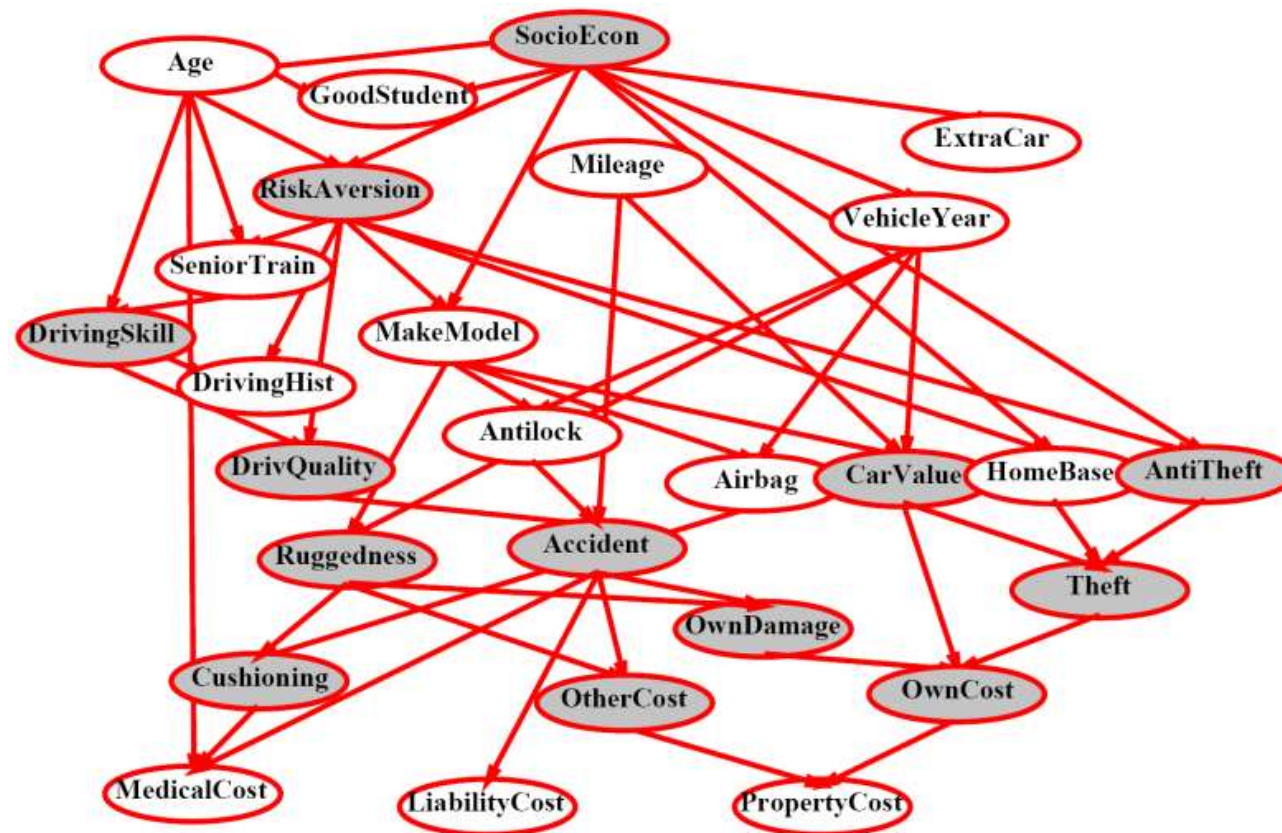 SocioEcon
Age
GoodStudent
ExtraCar
Mileage
RiskAversion
VehicleYear
SeniorTrain
DrivingSkill
MakeModel
DrivingHist
Antilock
DrivQuality
Airbag
CarValue
HomeBase
AntiTheft
Ruggedness
Accident
Theft
OwnDamage
Cushioning
OtherCost
OwnCost
MedicalCost
LiabilityCost
PropertyCost